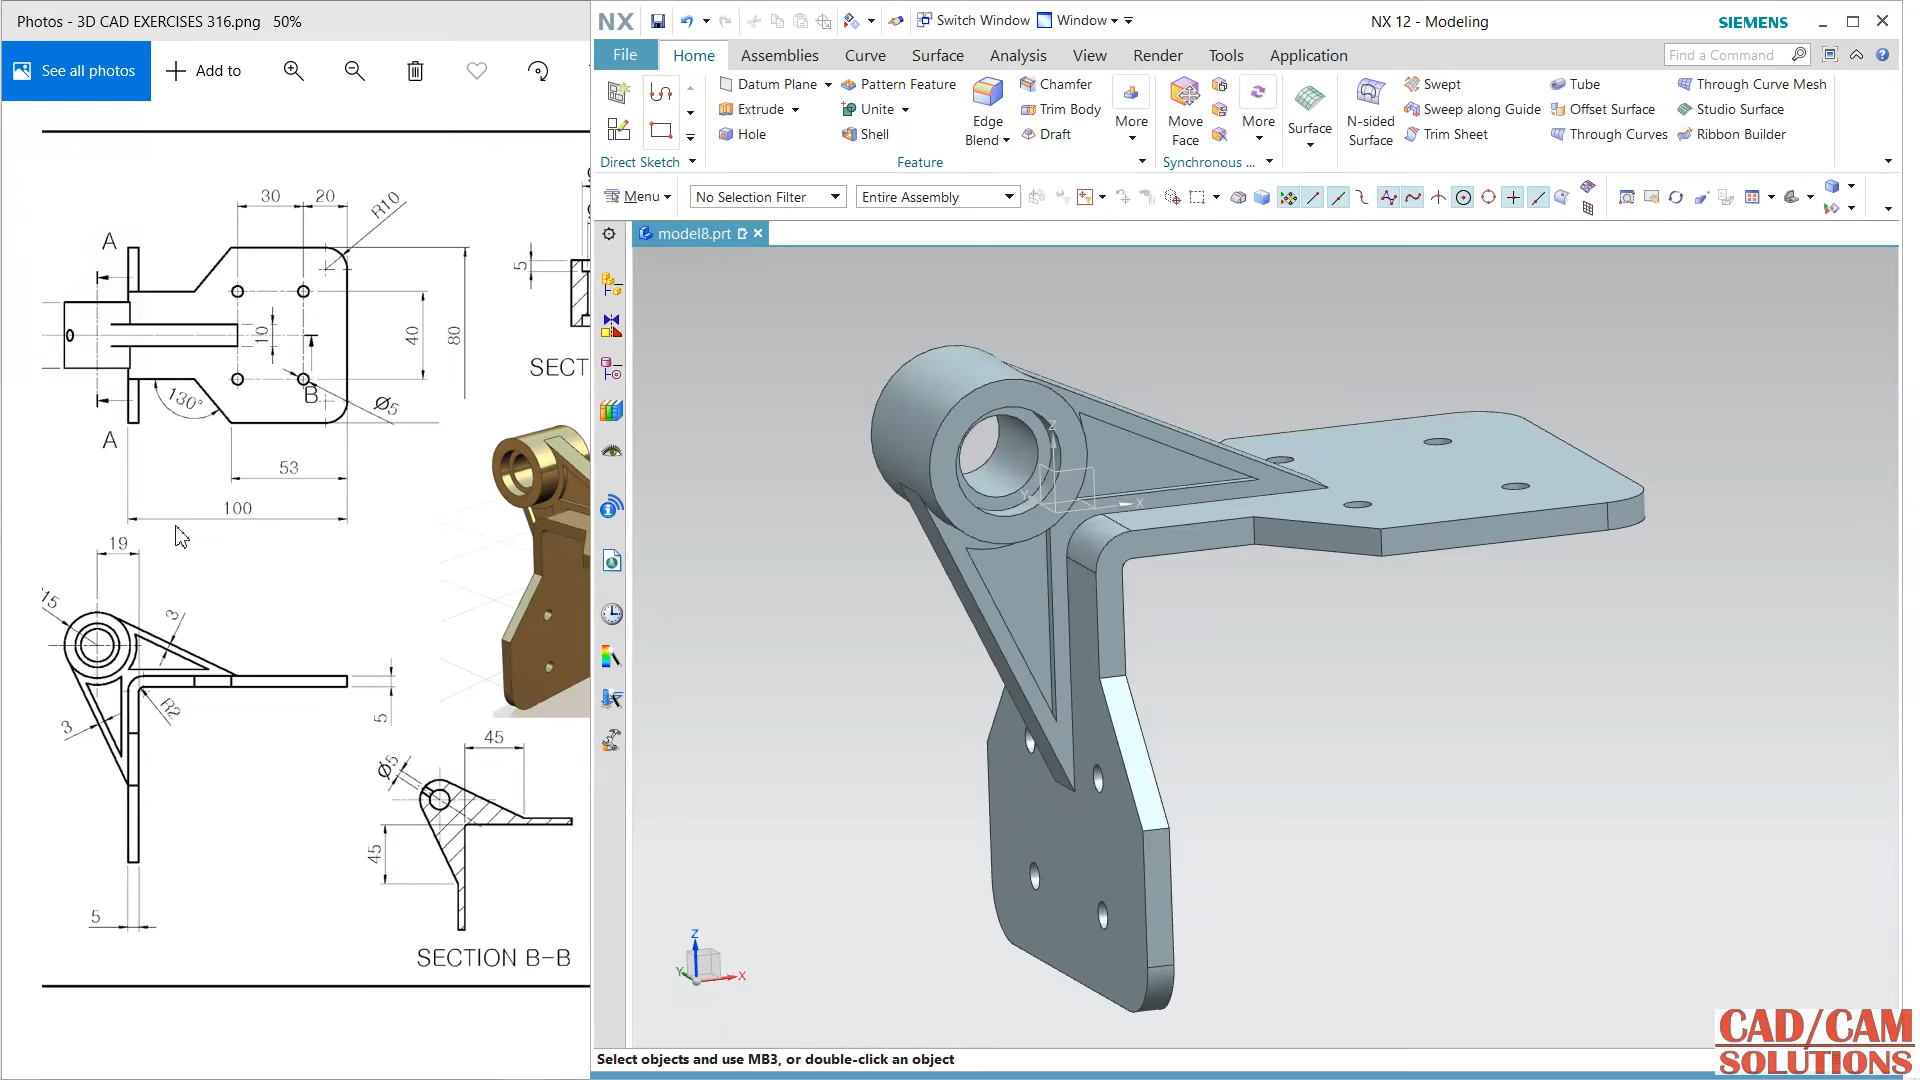 Photos - 3D CAD EXERCISES 316.png   50%
See all photos
Add to
30
20
R10
A
5
10
40
80
SECT
130°
B
Ø5
A
53
100
19
15
3
R2
3
5
45
Ø5
45
5
SECTION B-B
NX
Switch Window
Window
NX 12 - Modeling
SIEMENS
File
Home
Assemblies
Curve
Surface
Analysis
View
Render
Tools
Application
Find a Command
Datum Plane
Pattern Feature
Chamfer
Extrude
Unite
Trim Body
Hole
Shell
Draft
Edge
Blend
More
Move
Face
More
Surface
N-sided
Surface
Swept
Tube
Through Curve Mesh
Sweep along Guide
Offset Surface
Studio Surface
Trim Sheet
Through Curves
Ribbon Builder
Direct Sketch
Feature
Synchronous ...
Menu
No Selection Filter
Entire Assembly
model8.prt
Z
Y
X
Z
Y
X
Select objects and use MB3, or double-click an object
CAD/CAM
SOLUTIONS